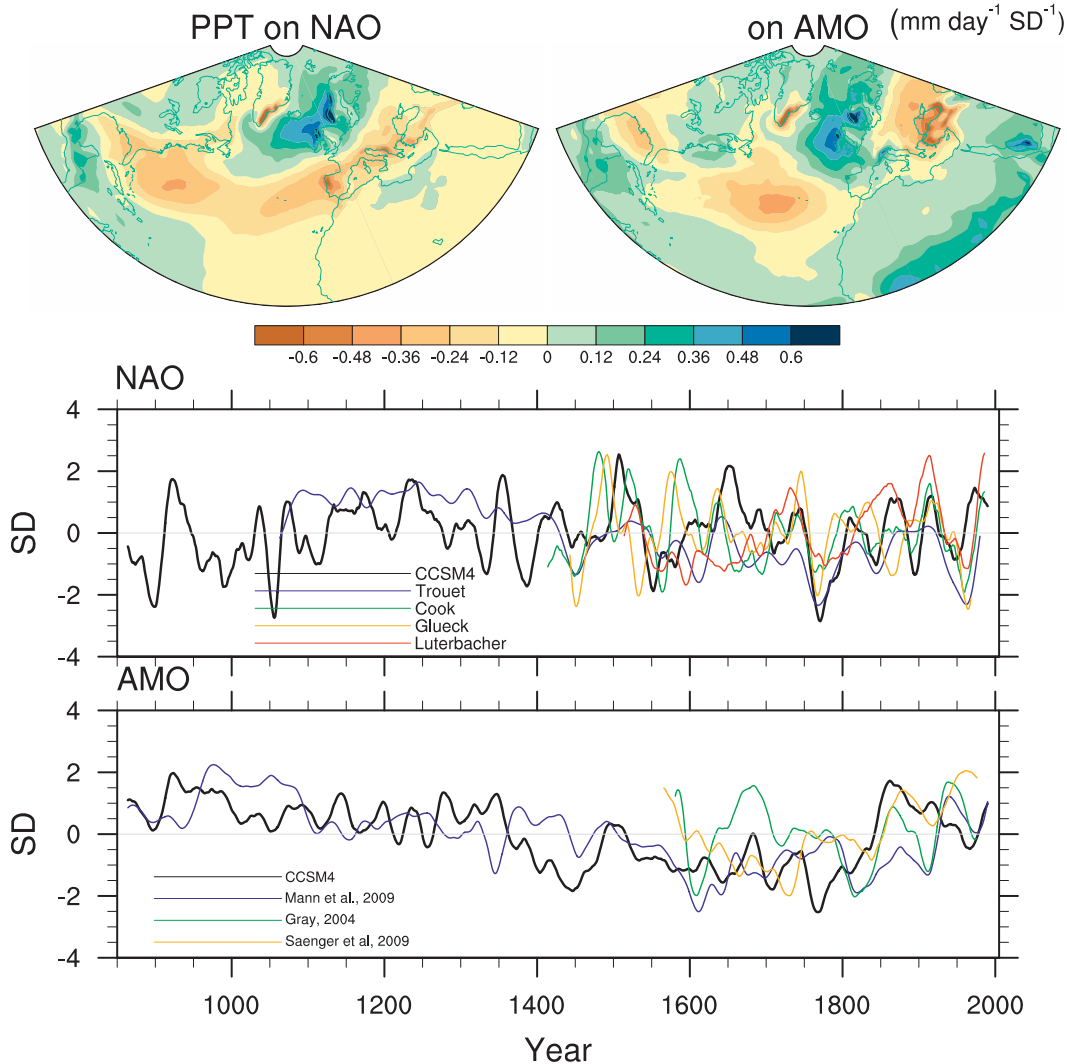 PPT on NAO
on AMO (mm day⁻¹ SD⁻¹)
-0.6 -0.48 -0.36 -0.24 -0.12 0 0.12 0.24 0.36 0.48 0.6
NAO
4
2
0
-2
-4
SD
CCSM4
Trouet
Cook
Glueck
Luterbacher
AMO
4
2
0
-2
-4
SD
CCSM4
Mann et al., 2009
Gray, 2004
Saenger et al, 2009
1000 1200 1400 1600 1800 2000
Year